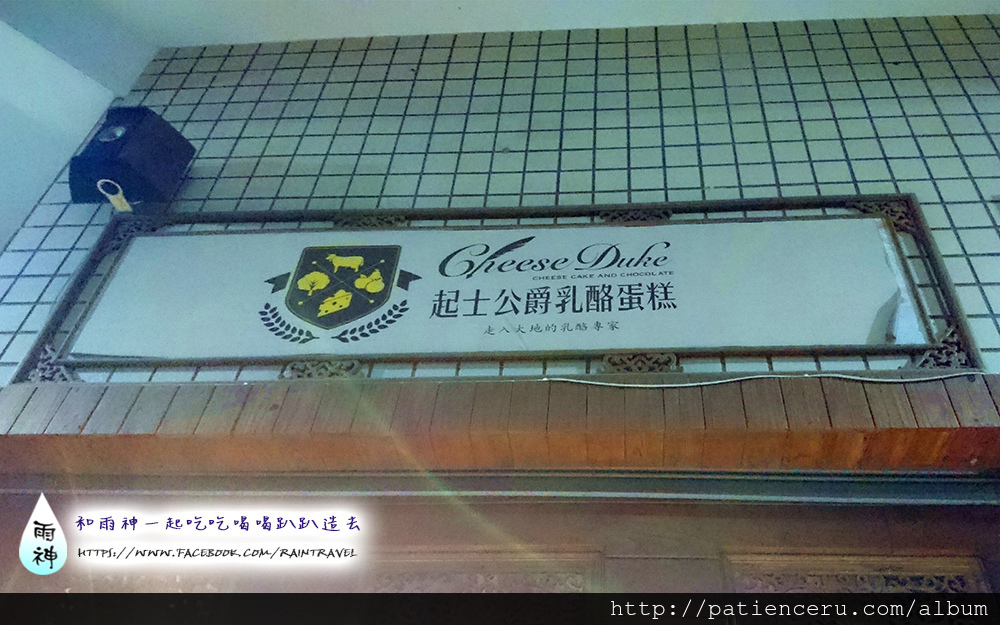 Cheese Duke
CHEESE CAKE AND CHOCOLATE
起士公爵乳酪蛋糕
走入大地的乳酪專家
雨神
和雨神一起吃吃喝喝趴趴造去
HTTPS://WWW.FACEBOOK.COM/RAINTRAVEL
http://patienceru.com/album